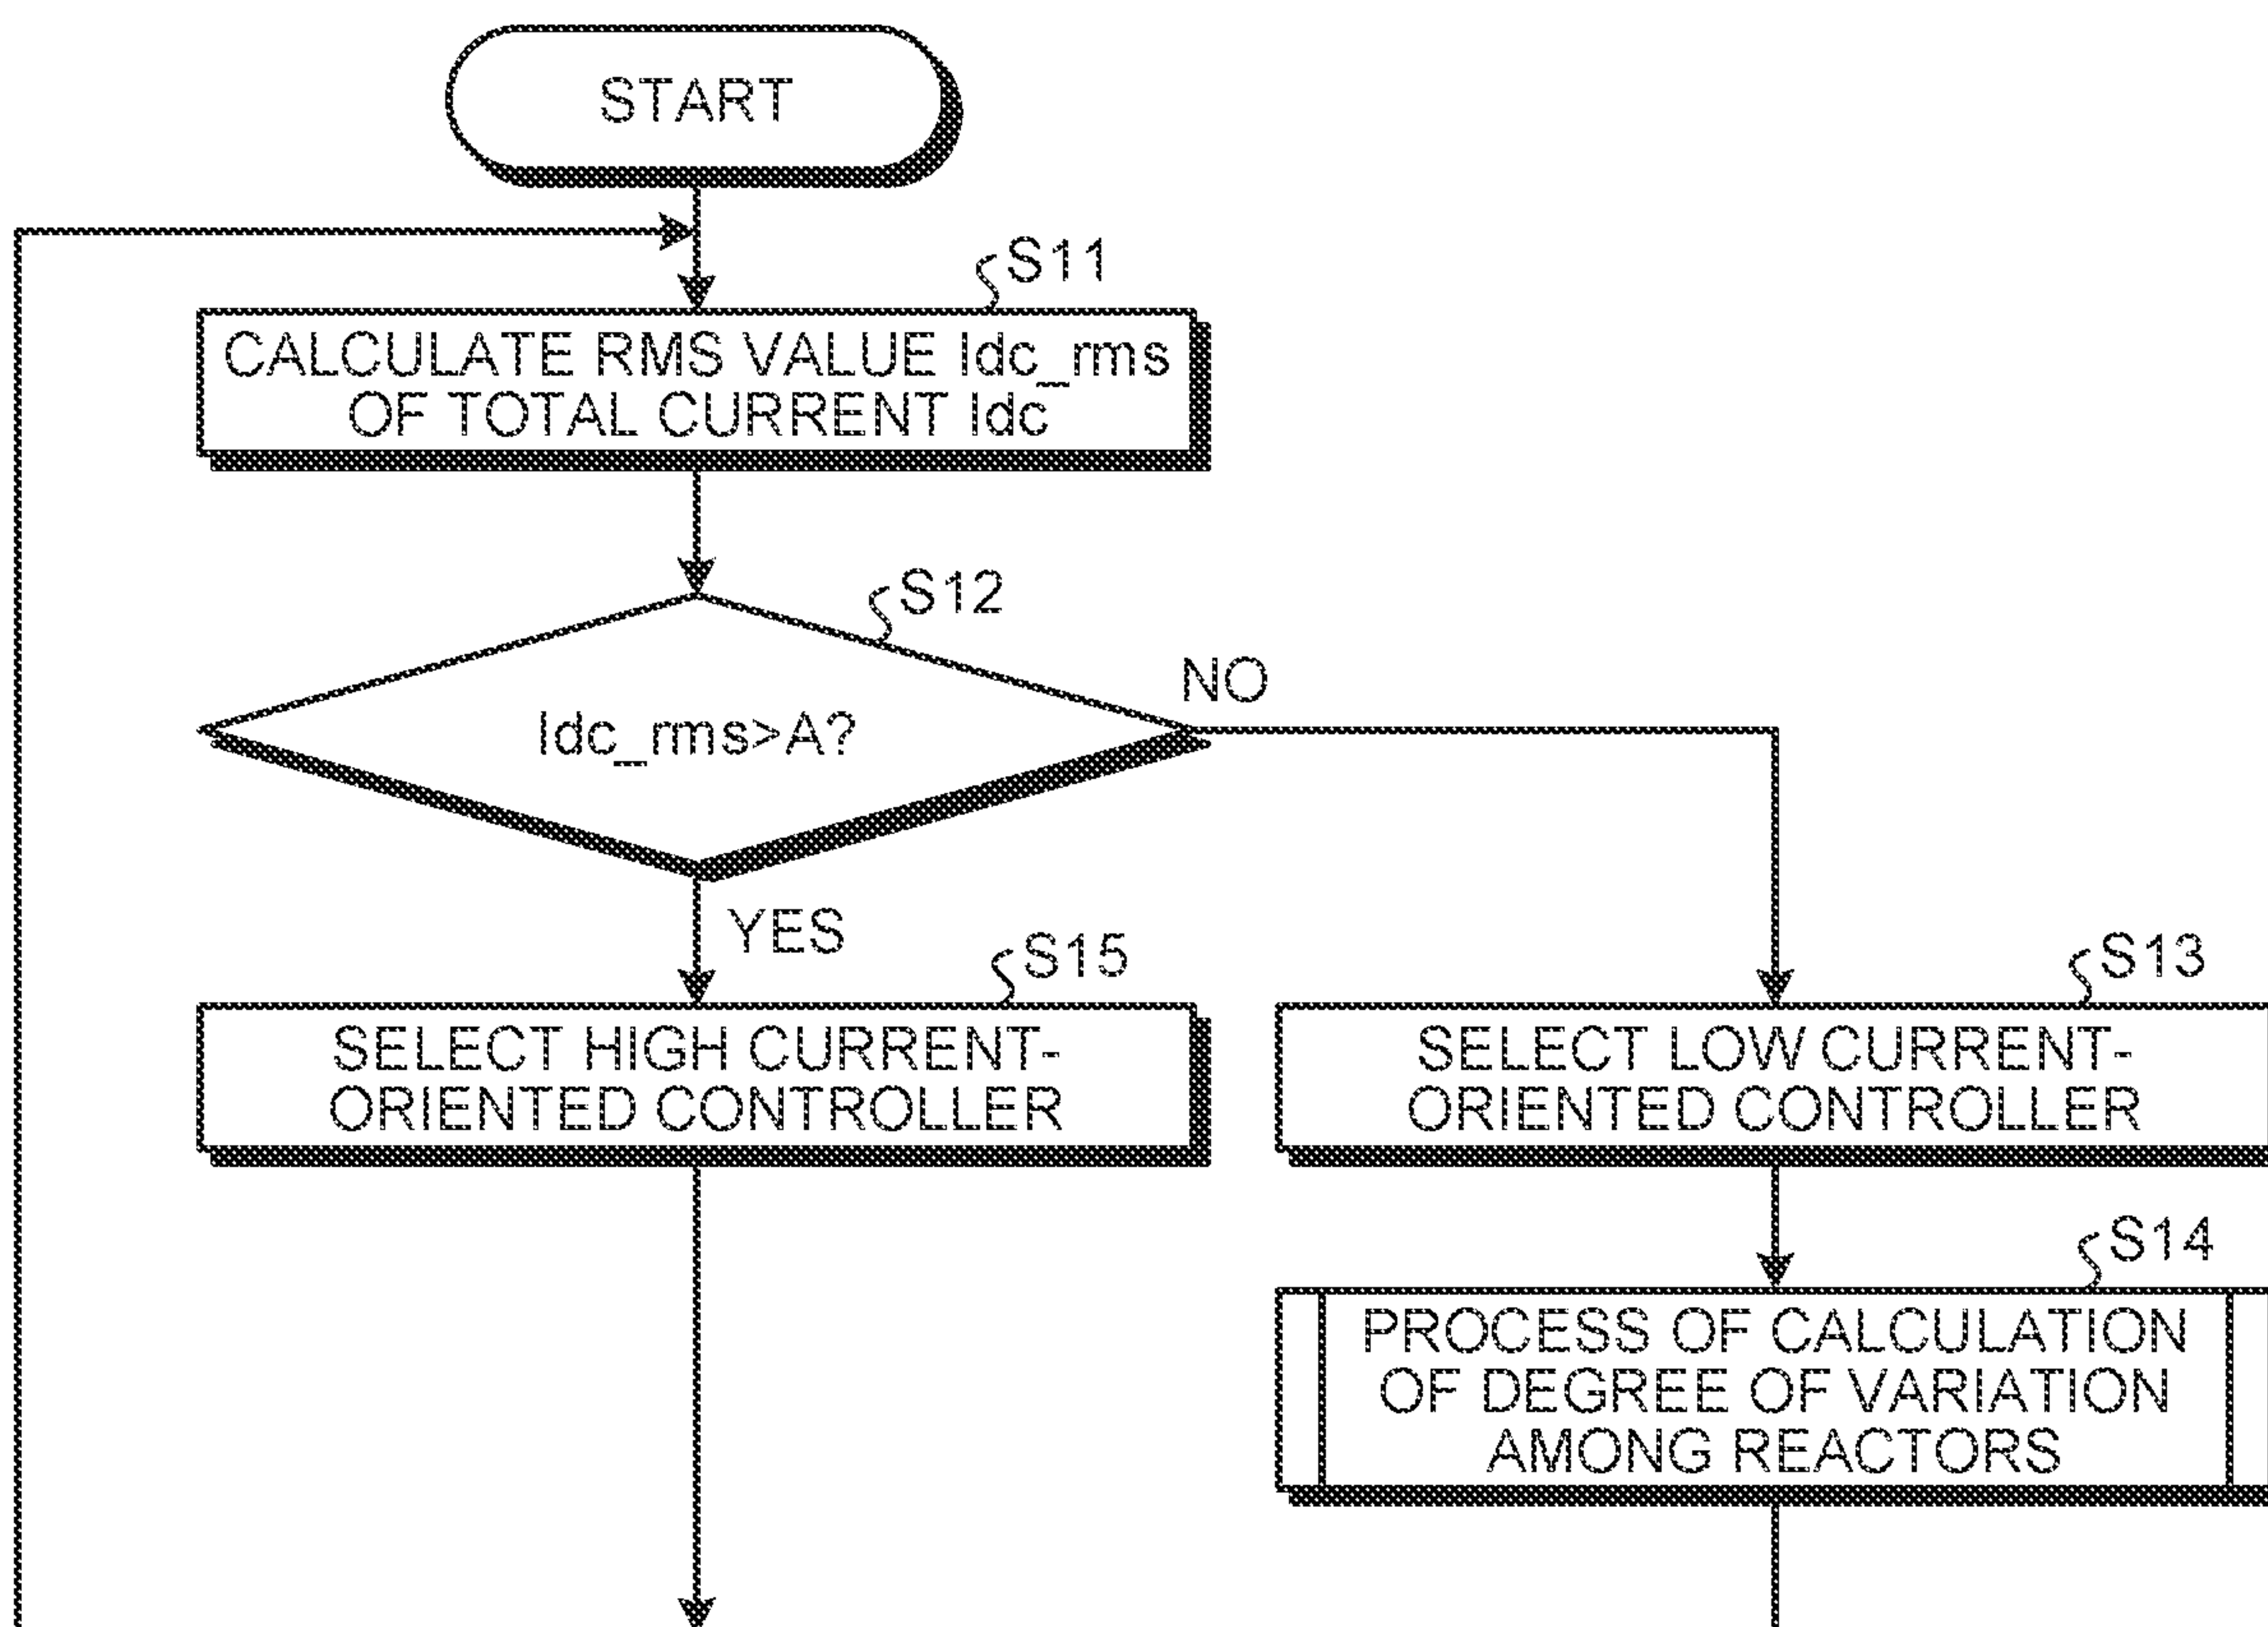 START
S11
CALCULATE RMS VALUE Idc_rms
OF TOTAL CURRENT Idc
S12
Idc_rms>A?
NO
YES
S15
SELECT HIGH CURRENT-
ORIENTED CONTROLLER
S13
SELECT LOW CURRENT-
ORIENTED CONTROLLER
S14
PROCESS OF CALCULATION
OF DEGREE OF VARIATION
AMONG REACTORS